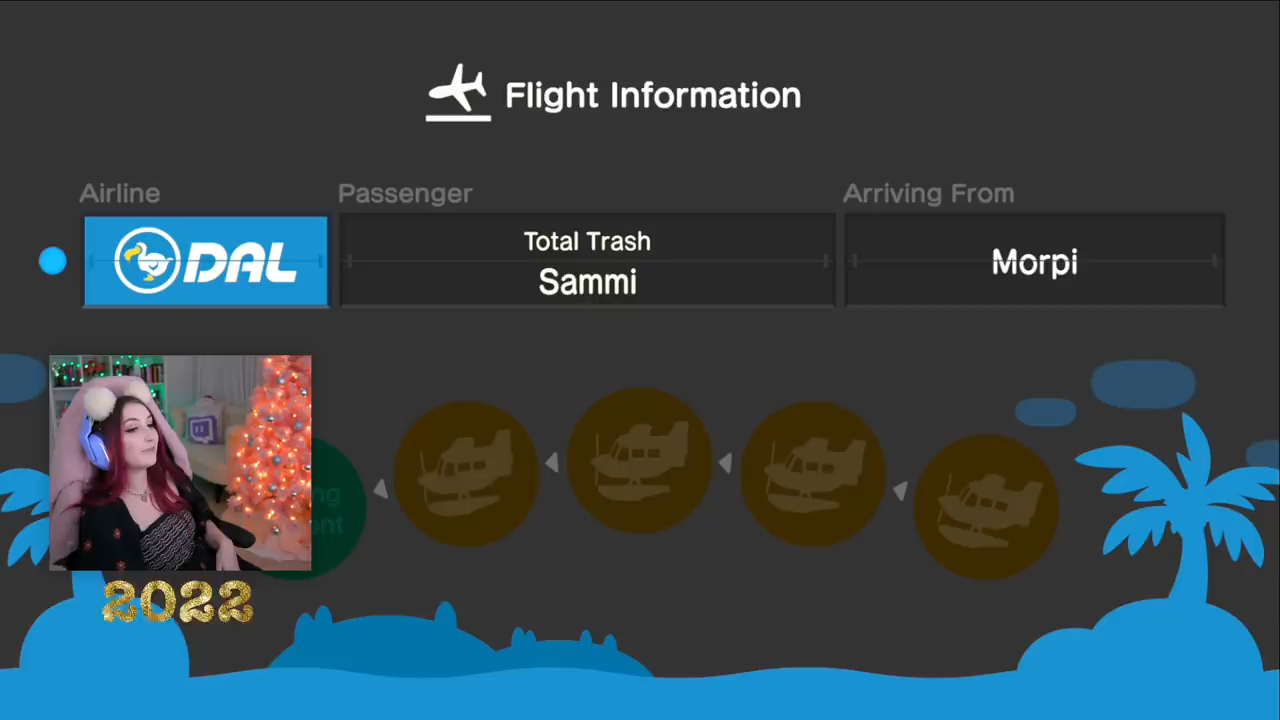 Flight Information
Airline
Passenger
Arriving From
DAL
Total Trash
Sammi
Morpi
2022